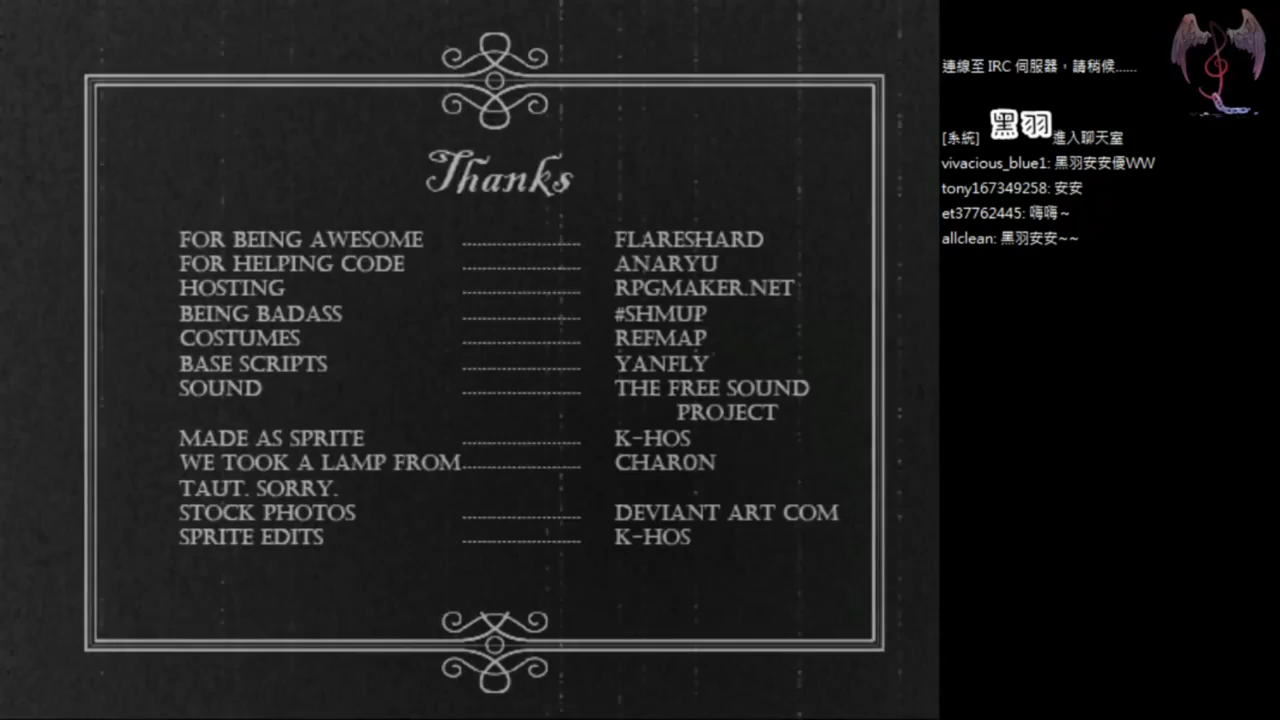 Thanks
FOR BEING AWESOME ------------------ FLARESHARD
FOR HELPING CODE ------------------ ANARYU
HOSTING ------------------ RPGMAKER.NET
BEING BADASS ------------------ #SHMUP
COSTUMES ------------------ REFMAP
BASE SCRIPTS ------------------ YANFLY
SOUND ------------------ THE FREE SOUND
PROJECT
MADE AS SPRITE ------------------ K-HOS
WE TOOK A LAMP FROM ------------------ CHARON
TAUT. SORRY.
STOCK PHOTOS ------------------ DEVIANT ART COM
SPRITE EDITS ------------------ K-HOS
連線至 IRC 伺服器，請稍候......
[系統] 黑羽 進入聊天室
vivacious_blue1: 黑羽安安優WW
tony167349258: 安安
et37762445: 嗨嗨~
allclean: 黑羽安安~~